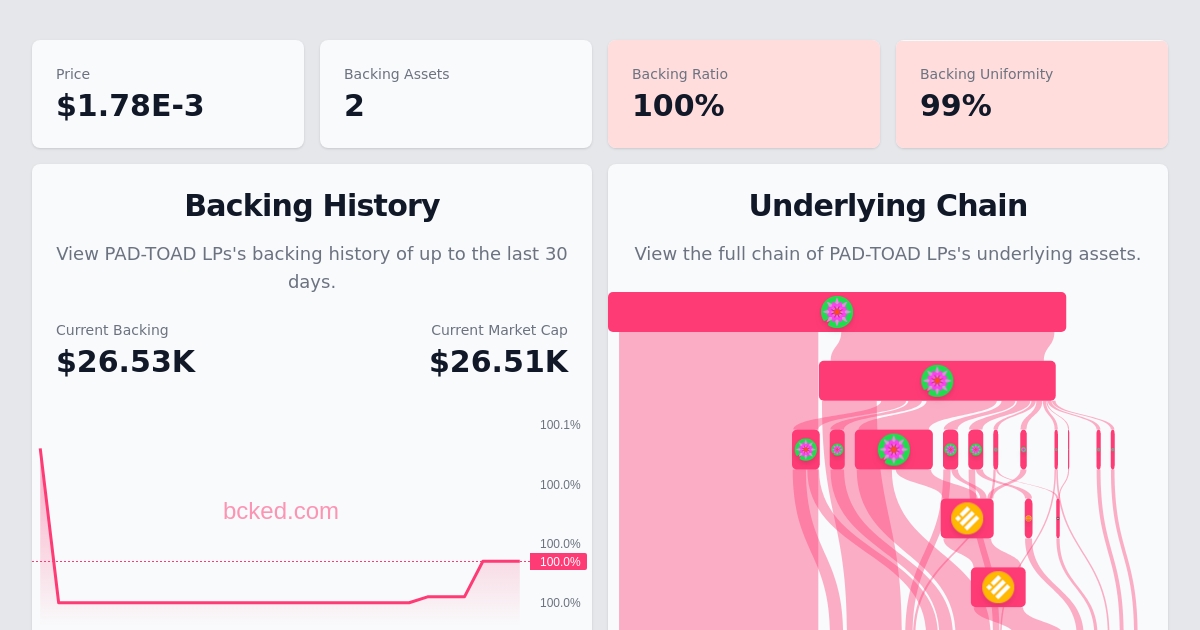 Price
$1.78E-3
Backing Assets
2
Backing Ratio
100%
Backing Uniformity
99%
Backing History
View PAD-TOAD LPs's backing history of up to the last 30
days.
Current Backing
$26.53K
Current Market Cap
$26.51K
100.1%
100.0%
100.0%
100.0%
100.0%
bcked.com
Underlying Chain
View the full chain of PAD-TOAD LPs's underlying assets.